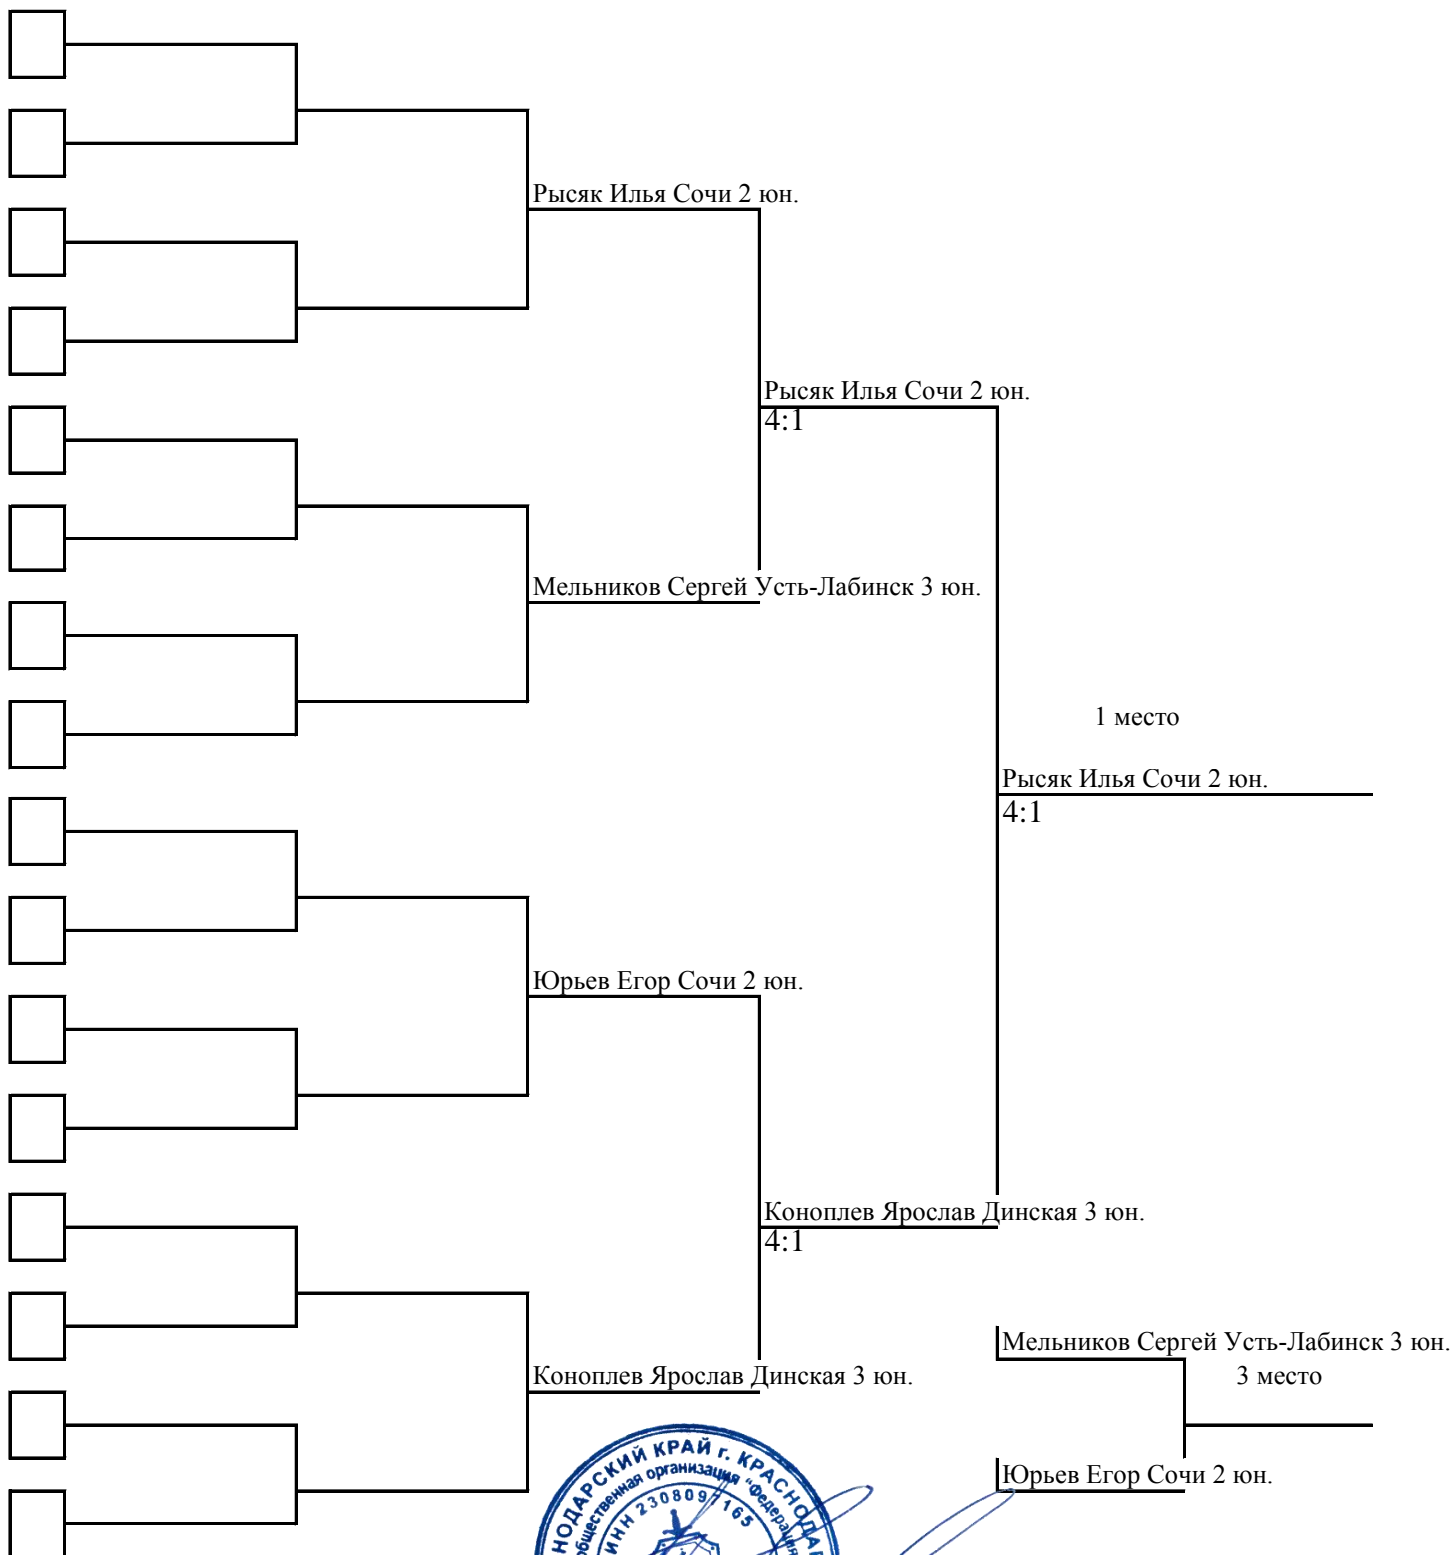 Рысяк Илья Сочи 2 юн.
Рысяк Илья Сочи 2 юн.
4:1
Мельников Сергей Усть-Лабинск 3 юн.
1 место
Рысяк Илья Сочи 2 юн.
4:1
Юрьев Егор Сочи 2 юн.
Коноплев Ярослав Динская 3 юн.
4:1
Мельников Сергей Усть-Лабинск 3 юн.
Коноплев Ярослав Динская 3 юн.
3 место
Юрьев Егор Сочи 2 юн.
КРАЙ г.
общественная организация "Федерация
ИНН 2308097165